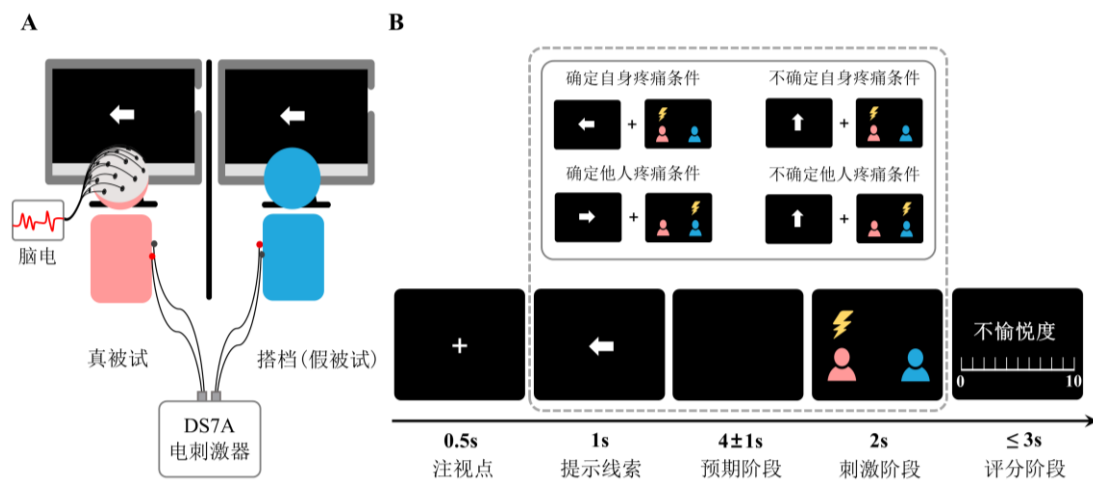 A
脑电
真被试
搭档(假被试)
DS7A
电刺激器
B
确定自身疼痛条件
不确定自身疼痛条件
+
+
确定他人疼痛条件
不确定他人疼痛条件
+
+
+
不愉悦度
0
10
0.5s
1s
4±1s
2s
≤ 3s
注视点
提示线索
预期阶段
刺激阶段
评分阶段